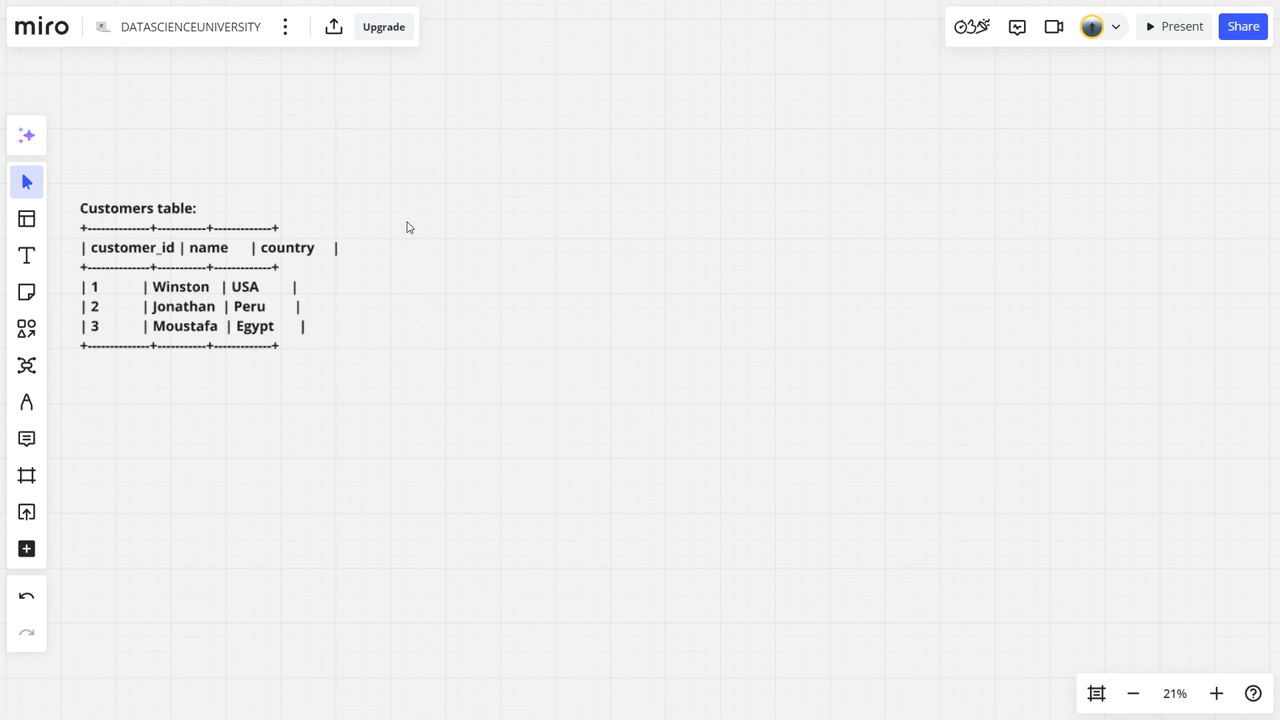 miro
DATASCIENCEUNIVERSITY
Upgrade
Present
Share
Customers table:
+--------------+-----------+-------------+
| customer_id | name | country |
+--------------+-----------+-------------+
| 1 | Winston | USA |
| 2 | Jonathan | Peru |
| 3 | Moustafa | Egypt |
+--------------+-----------+-------------+
21%